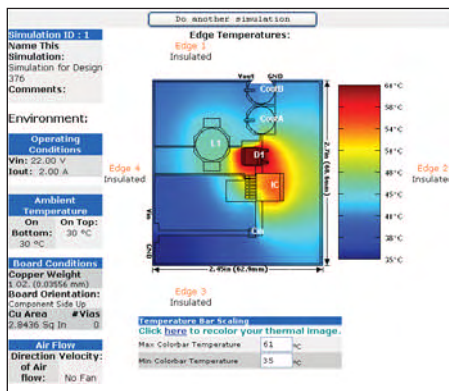 Do another simulation
Simulation ID : 1
Name This
Simulation:
Simulation for Design
376
Comments:
Environment:
Operating
Conditions
Vin: 22.00 V
Iout: 2.00 A
Ambient
Temperature
On On Top:
Bottom: 30 °C
30 °C
Board Conditions
Copper Weight
1 OZ. (0.03556 mm)
Board Orientation:
Component Side Up
Cu Area #Vias
2.8436 Sq In 0
Air Flow
Direction Velocity:
of Air
flow: No Fan
Edge Temperatures:
Edge 1
Insulated
Edge 4
Insulated
Edge 2
Insulated
Edge 3
Insulated
Vout GND
CoutB
CoutA
L1
D1
IC
Vin
GND
2.45in (62.9mm)
61°C
58°C
54°C
51°C
48°C
45°C
41°C
38°C
35°C
Temperature Bar Scaling
Click here to recolor your thermal image.
Max Colorbar Temperature 61 °C
Min Colorbar Temperature 35 °C